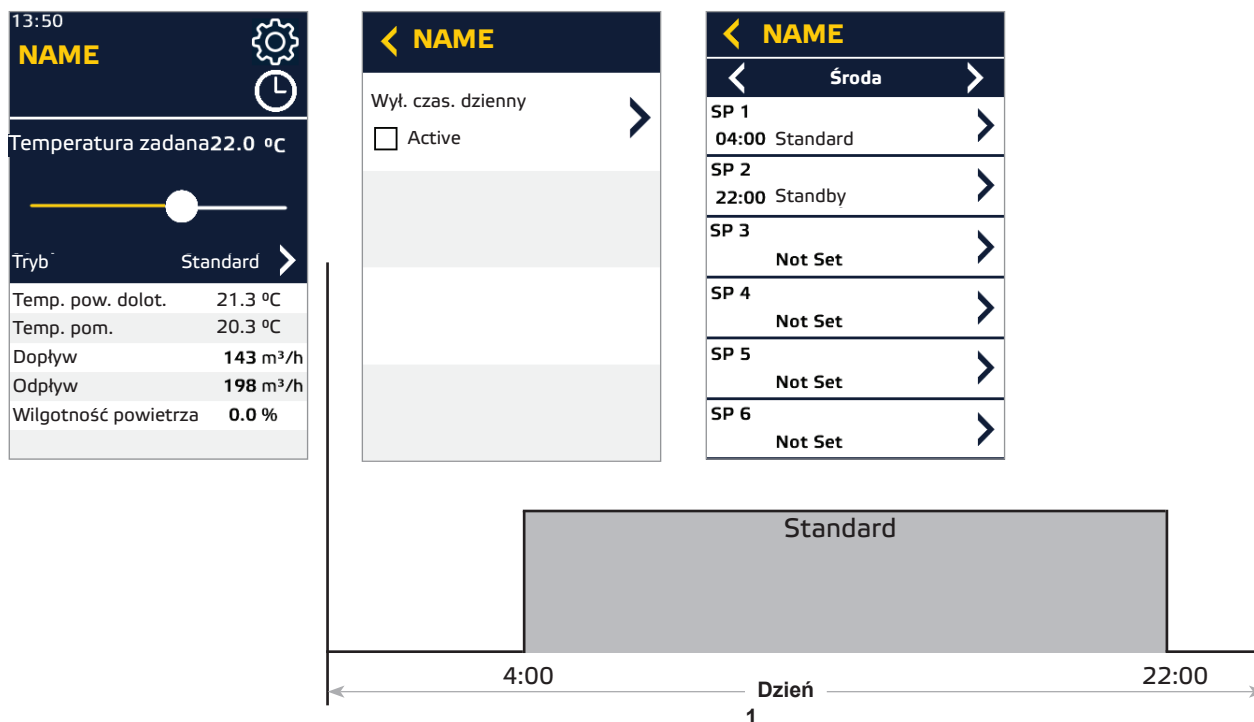 13:50
NAME
Temperatura zadana22.0 ºC
Tryb
Standard
Temp. pow. dolot. 21.3 ºC
Temp. pom. 20.3 ºC
Dopływ 143 m³/h
Odpływ 198 m³/h
Wilgotność powietrza 0.0 %
NAME
Wył. czas. dzienny
Active
NAME
Środa
SP 1
04:00 Standard
SP 2
22:00 Standby
SP 3
Not Set
SP 4
Not Set
SP 5
Not Set
SP 6
Not Set
Standard
4:00
22:00
Dzień
1